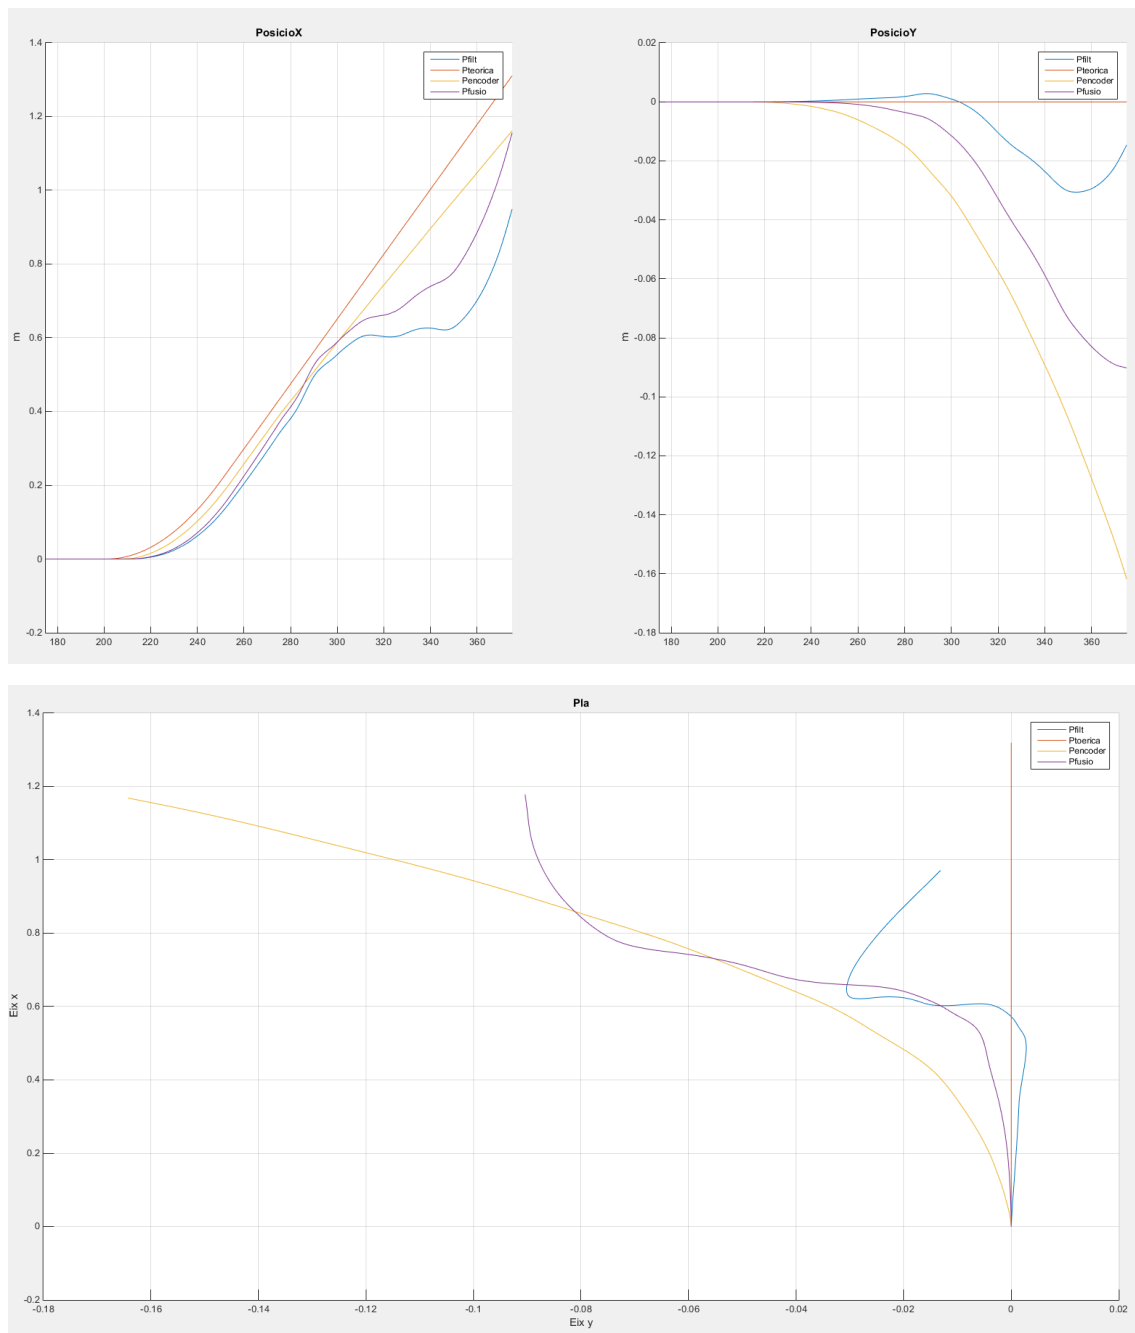 PosicioX
1.4
1.2
1
0.8
0.6
0.4
0.2
0
-0.2
m
180 200 220 240 260 280 300 320 340 360
Pfilt
Pteorica
Pencoder
Pfusio
PosicioY
0.02
0
-0.02
-0.04
-0.06
-0.08
-0.1
-0.12
-0.14
-0.16
-0.18
m
180 200 220 240 260 280 300 320 340 360
Pfilt
Pteorica
Pencoder
Pfusio
Pla
1.4
1.2
1
0.8
0.6
0.4
0.2
0
-0.2
Eix x
-0.18 -0.16 -0.14 -0.12 -0.1 -0.08 -0.06 -0.04 -0.02 0 0.02
Eix y
Pfilt
Ptoerica
Pencoder
Pfusio